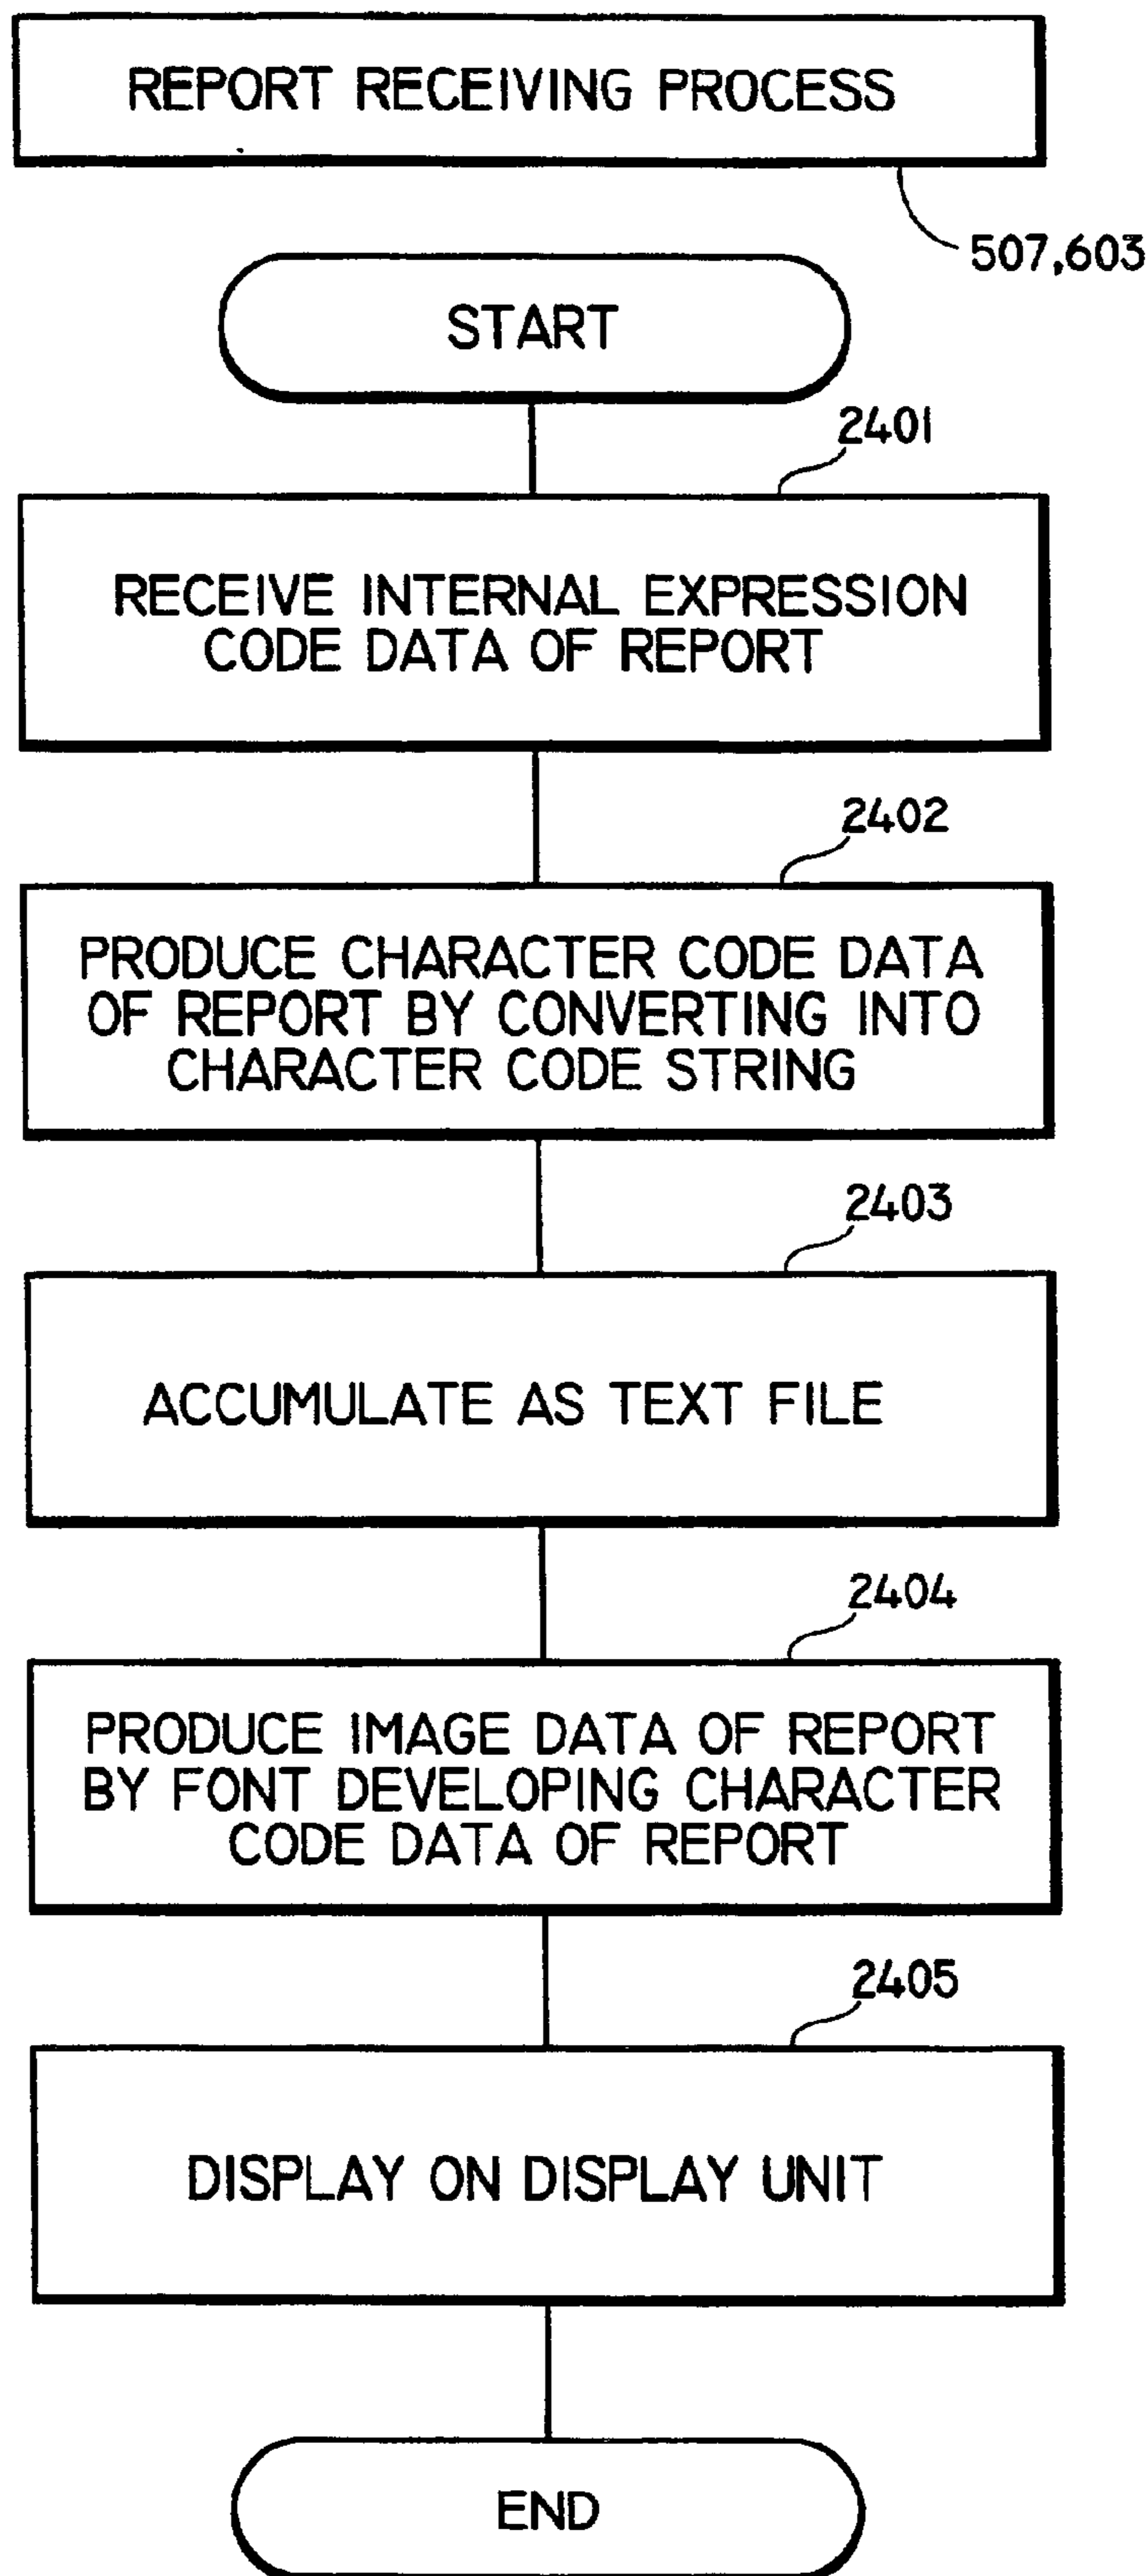 REPORT RECEIVING PROCESS
507,603
START
2401
RECEIVE INTERNAL EXPRESSION
CODE DATA OF REPORT
2402
PRODUCE CHARACTER CODE DATA
OF REPORT BY CONVERTING INTO
CHARACTER CODE STRING
2403
ACCUMULATE AS TEXT FILE
2404
PRODUCE IMAGE DATA OF REPORT
BY FONT DEVELOPING CHARACTER
CODE DATA OF REPORT
2405
DISPLAY ON DISPLAY UNIT
END